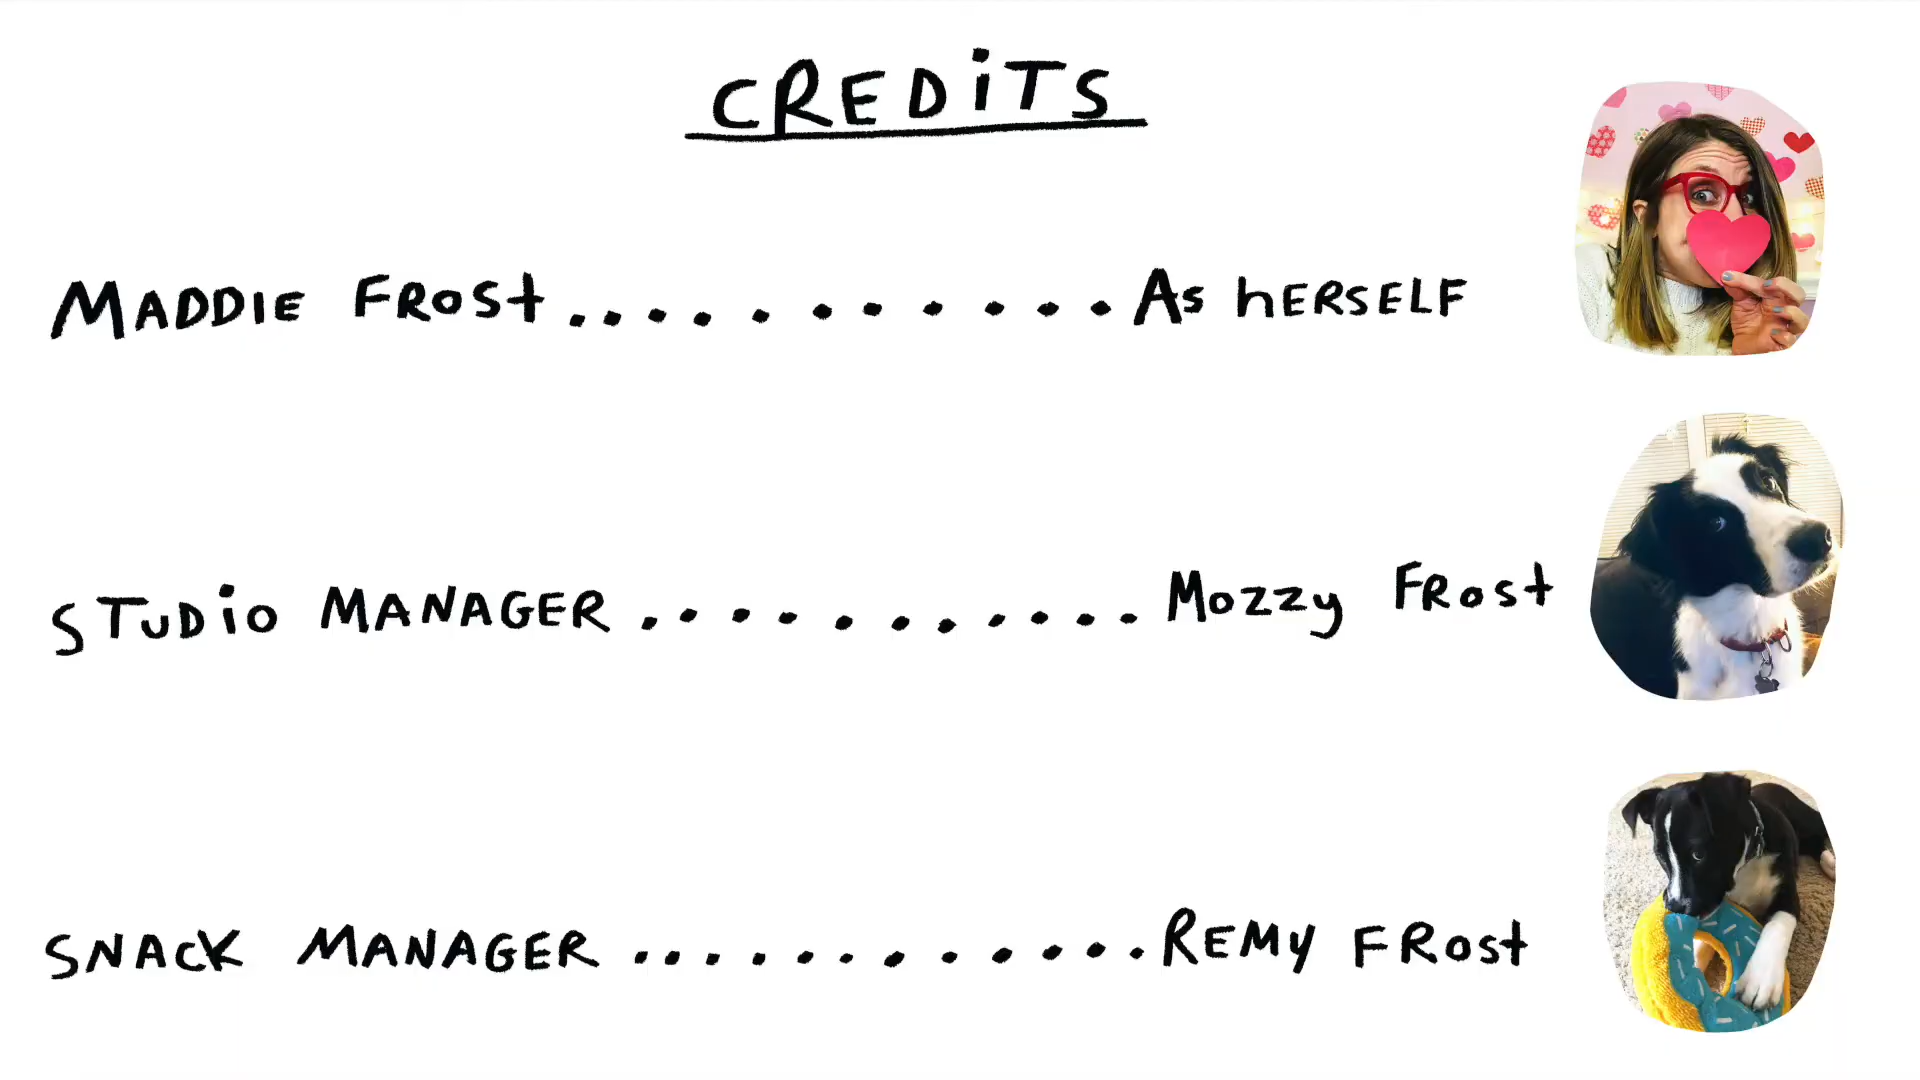 CREDiTS
MADDIE FROSt ........... As hERSELF
STUDiO MANAGER ........... Mozzy FRost
SNACK MANAGER ............ REMY FROSt